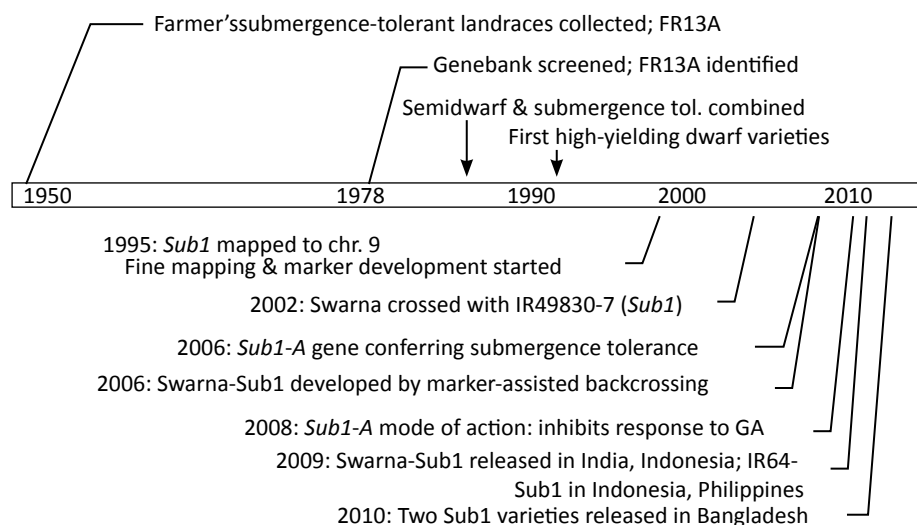 Farmer'ssubmergence-tolerant landraces collected; FR13A
Genebank screened; FR13A identified
Semidwarf & submergence tol. combined
First high-yielding dwarf varieties
1950 1978 1990 2000 2010
1995: Sub1 mapped to chr. 9
Fine mapping & marker development started
2002: Swarna crossed with IR49830-7 (Sub1)
2006: Sub1-A gene conferring submergence tolerance
2006: Swarna-Sub1 developed by marker-assisted backcrossing
2008: Sub1-A mode of action: inhibits response to GA
2009: Swarna-Sub1 released in India, Indonesia; IR64-
Sub1 in Indonesia, Philippines
2010: Two Sub1 varieties released in Bangladesh